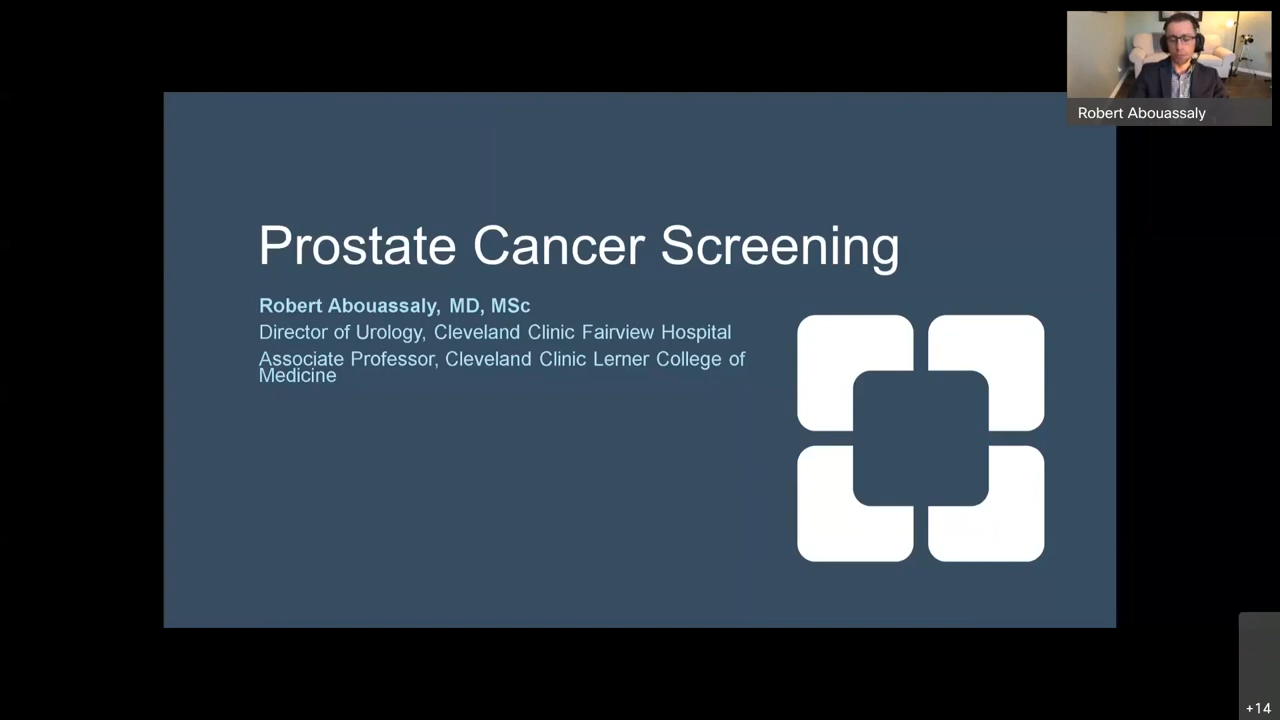 Robert Abouassaly
Prostate Cancer Screening
Robert Abouassaly, MD, MSc
Director of Urology, Cleveland Clinic Fairview Hospital
Associate Professor, Cleveland Clinic Lerner College of
Medicine
+14